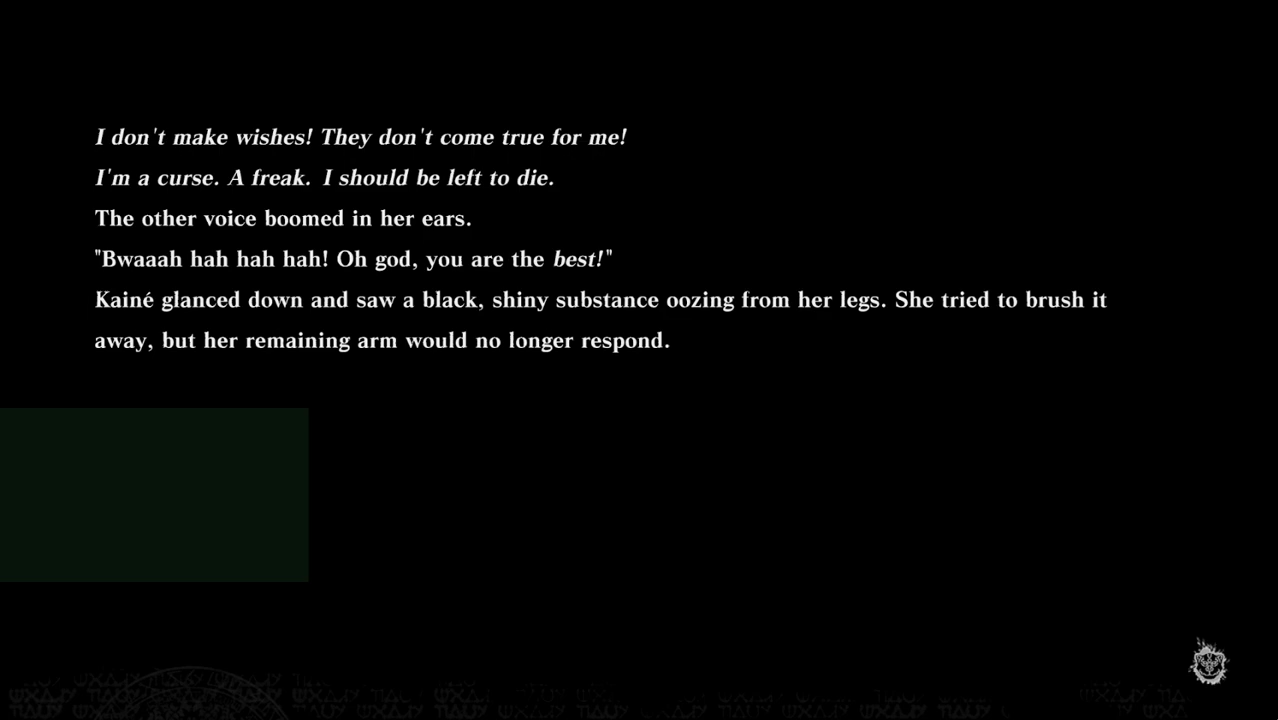 I don't make wishes! They don't come true for me!
I'm a curse. A freak. I should be left to die.
The other voice boomed in her ears.
"Bwaaah hah hah hah! Oh god, you are the best!"
Kainé glanced down and saw a black, shiny substance oozing from her legs. She tried to brush it
away, but her remaining arm would no longer respond.